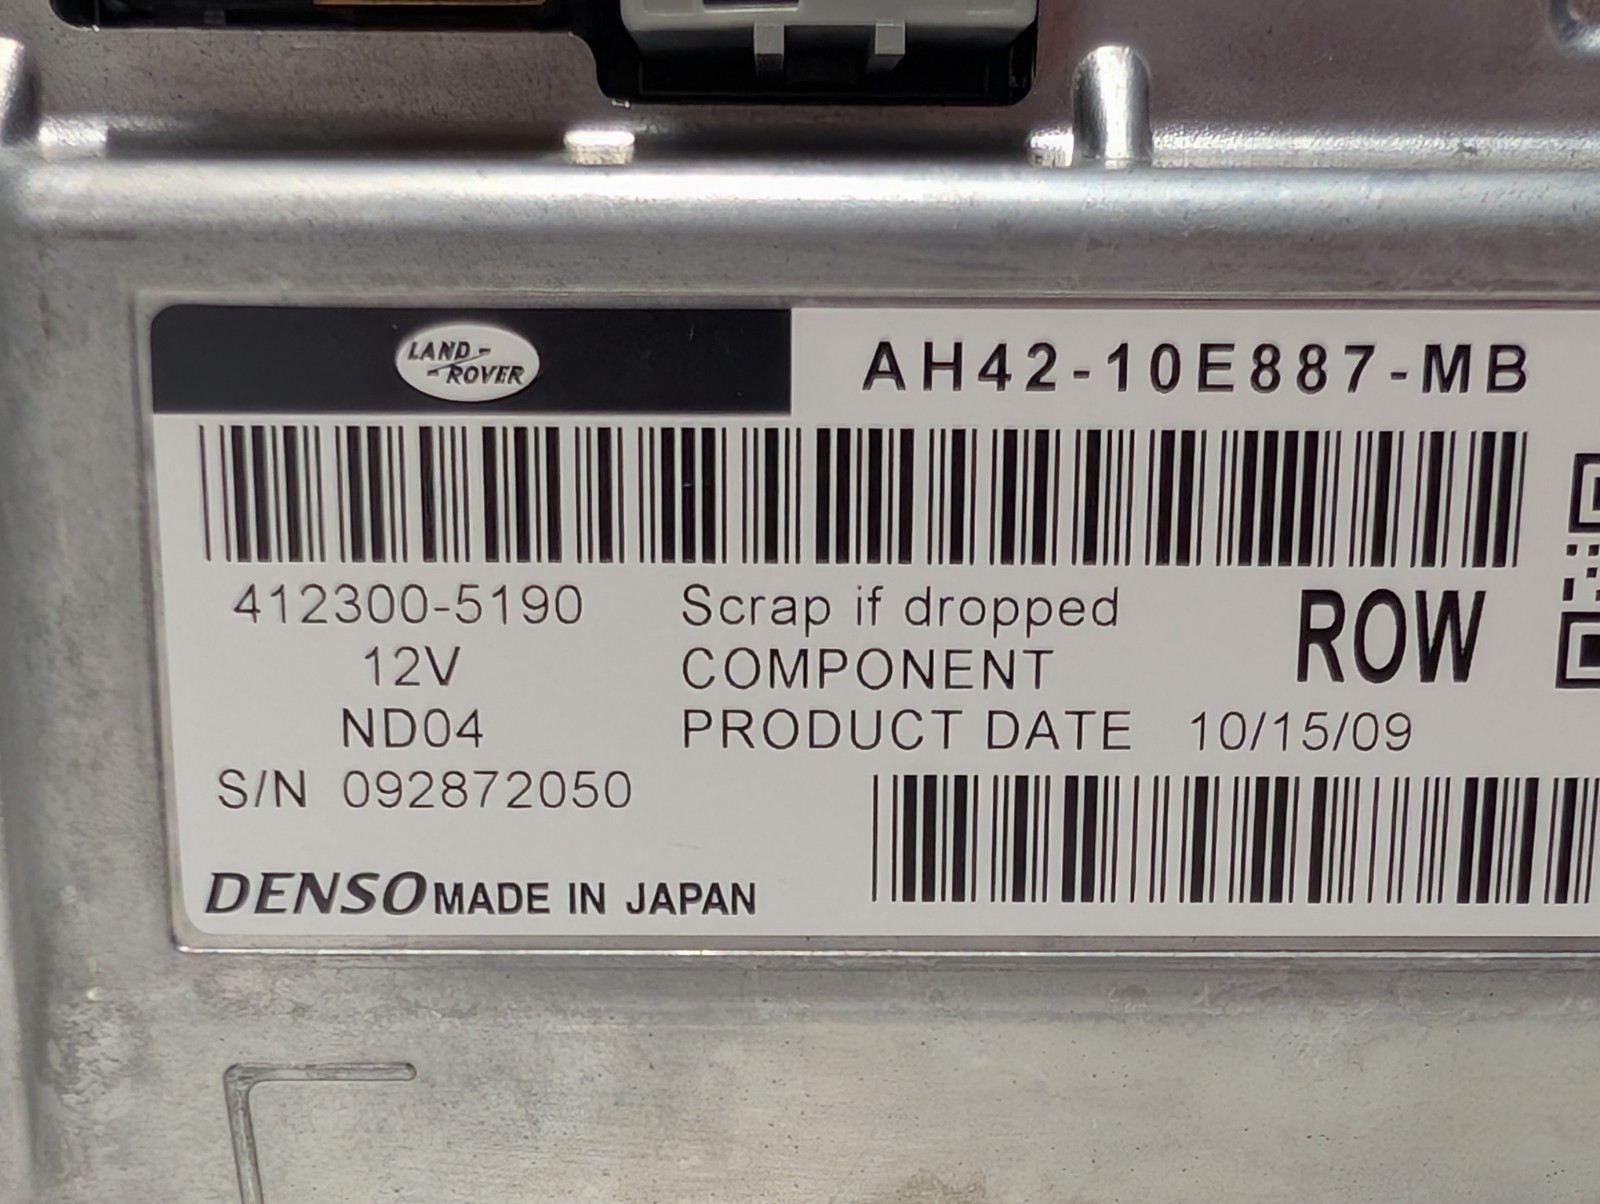 LAND-
-ROVER
AH42-10E887-MB
412300-5190
Scrap if dropped
ROW
12V
COMPONENT
ND04
PRODUCT DATE 10/15/09
S/N 092872050
DENSO MADE IN JAPAN